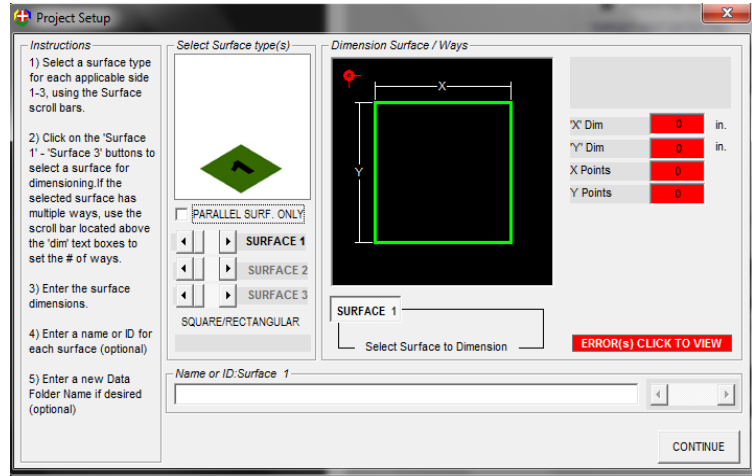 Project Setup
Instructions
1) Select a surface type
for each applicable side
1-3, using the Surface
scroll bars.
2) Click on the 'Surface
1' - 'Surface 3' buttons to
select a surface for
dimensioning.If the
selected surface has
multiple ways, use the
scroll bar located above
the 'dim' text boxes to
set the # of ways.
3) Enter the surface
dimensions.
4) Enter a name or ID for
each surface (optional)
5) Enter a new Data
Folder Name if desired
(optional)
Select Surface type(s)
1
PARALLEL SURF. ONLY
SURFACE 1
SURFACE 2
SURFACE 3
SQUARE/RECTANGULAR
Dimension Surface / Ways
X
Y
'X' Dim 0 in.
'Y' Dim 0 in.
X Points 0
Y Points 0
SURFACE 1
Select Surface to Dimension
ERROR(s) CLICK TO VIEW
Name or ID:Surface 1
CONTINUE